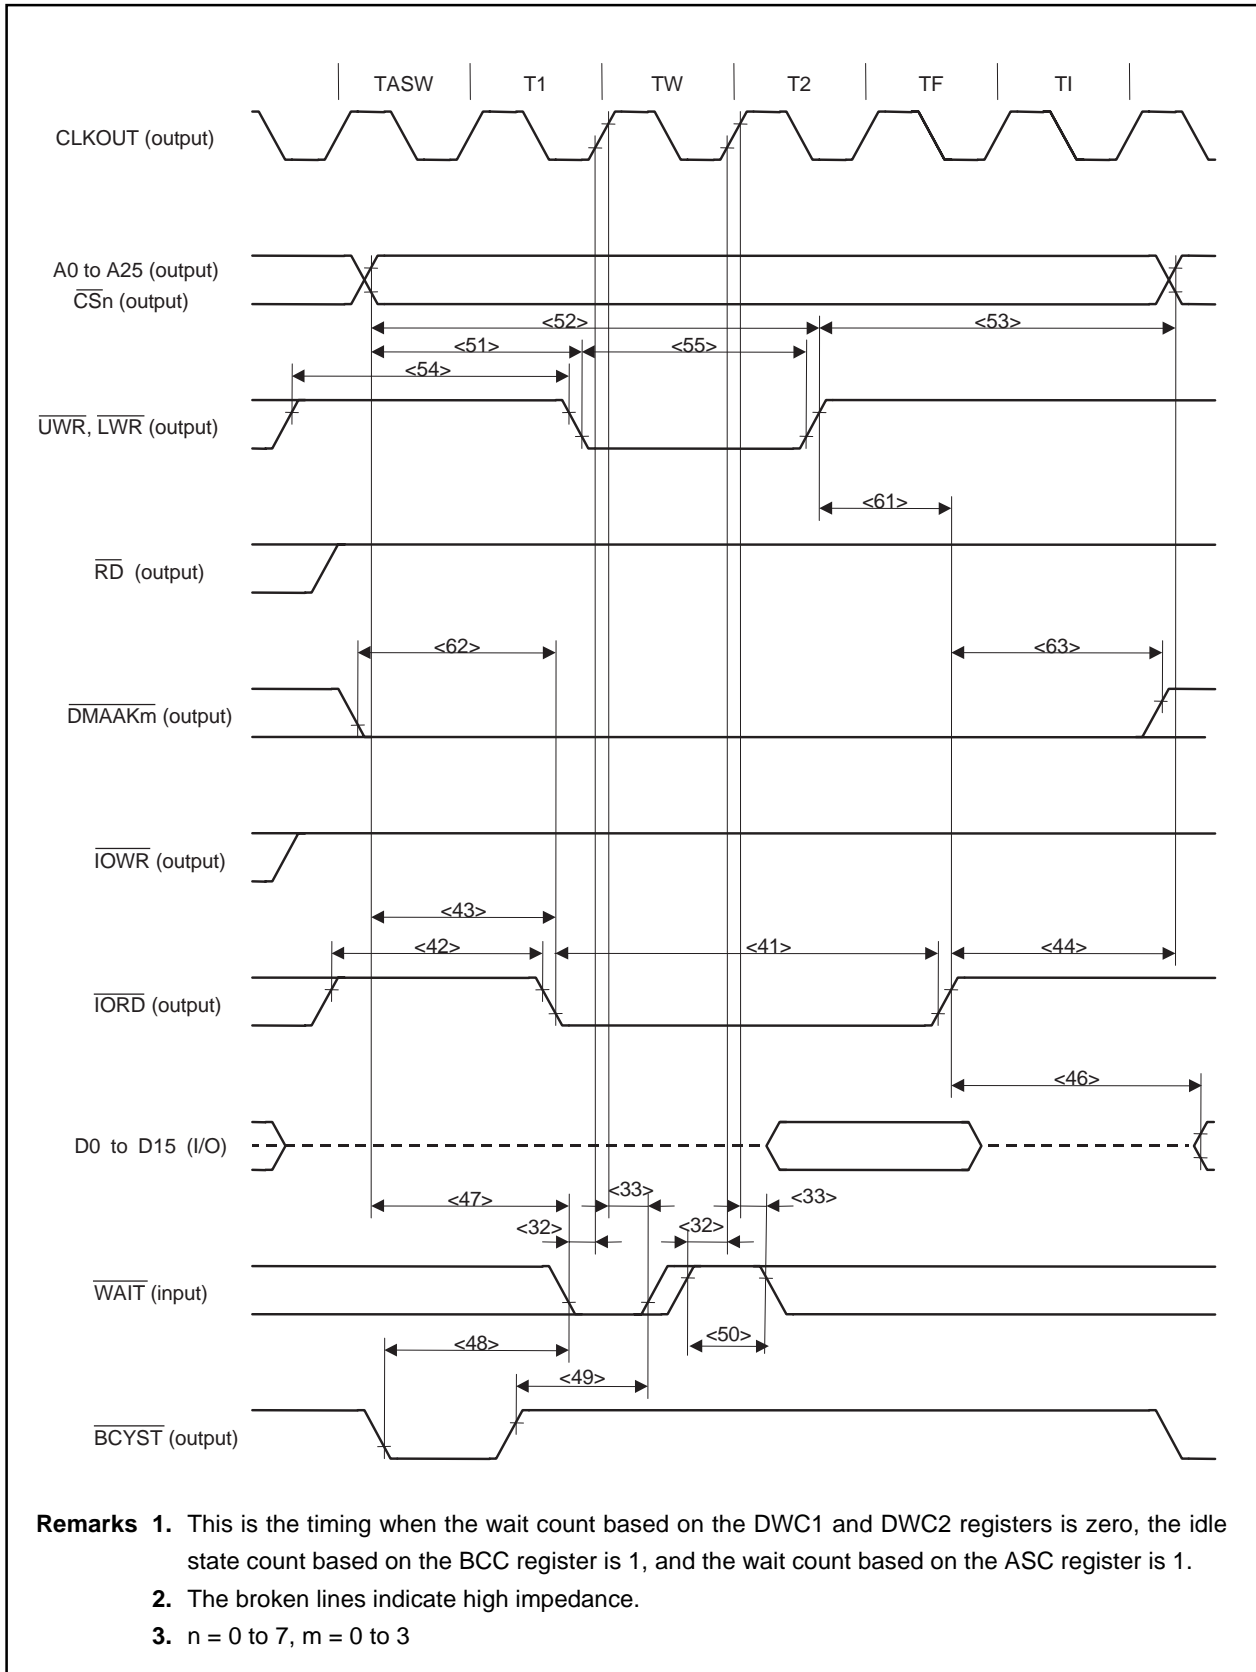 TASW T1 TW T2 TF TI
CLKOUT (output)
A0 to A25 (output)
CSn (output)
<52> <53>
<51> <55>
<54>
UWR, LWR (output)
<61>
RD (output)
<62> <63>
DMAAKm (output)
IOWR (output)
<43>
<42> <41> <44>
IORD (output)
<46>
D0 to D15 (I/O)
<47> <33> <33>
<32> <32>
WAIT (input)
<48> <50>
<49>
BCYST (output)
Remarks 1. This is the timing when the wait count based on the DWC1 and DWC2 registers is zero, the idle
state count based on the BCC register is 1, and the wait count based on the ASC register is 1.
2. The broken lines indicate high impedance.
3. n = 0 to 7, m = 0 to 3